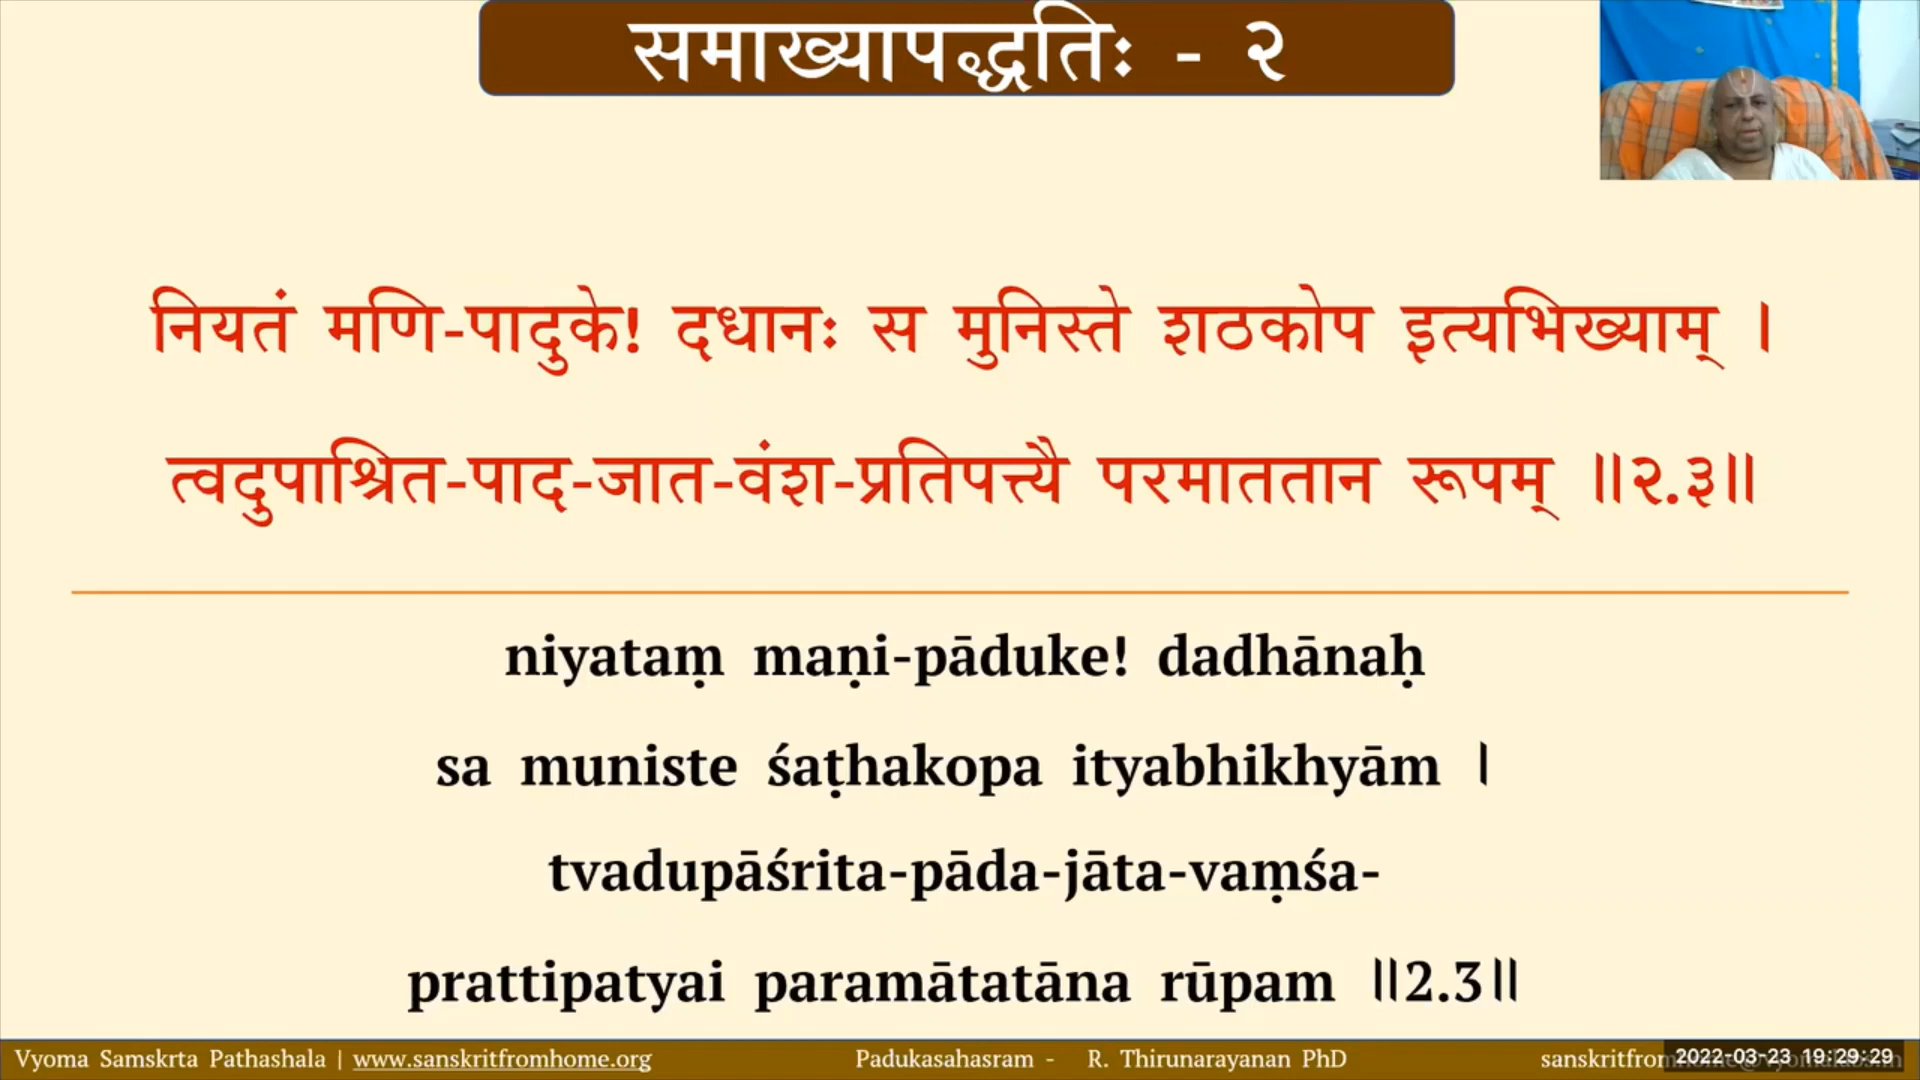 समाख्यापद्धतिः - २
नियतं मणि-पादुके! दधानः स मुनिस्ते शठकोप इत्यभिख्याम् ।
त्वदुपाश्रित-पाद-जात-वंश-प्रतिपत्त्यै परमाततान रूपम् ॥२.३॥
niyataṃ maṇi-pāduke! dadhānaḥ
sa muniste śaṭhakopa ityabhikhyām ।
tvadupāśrita-pāda-jāta-vaṃśa-
prattipatyai paramātatāna rūpam ॥2.3॥
Vyoma Samskrta Pathashala | www.sanskritfromhome.org Padukasahasram - R. Thirunarayanan PhD 2022-03-23 19:29:29